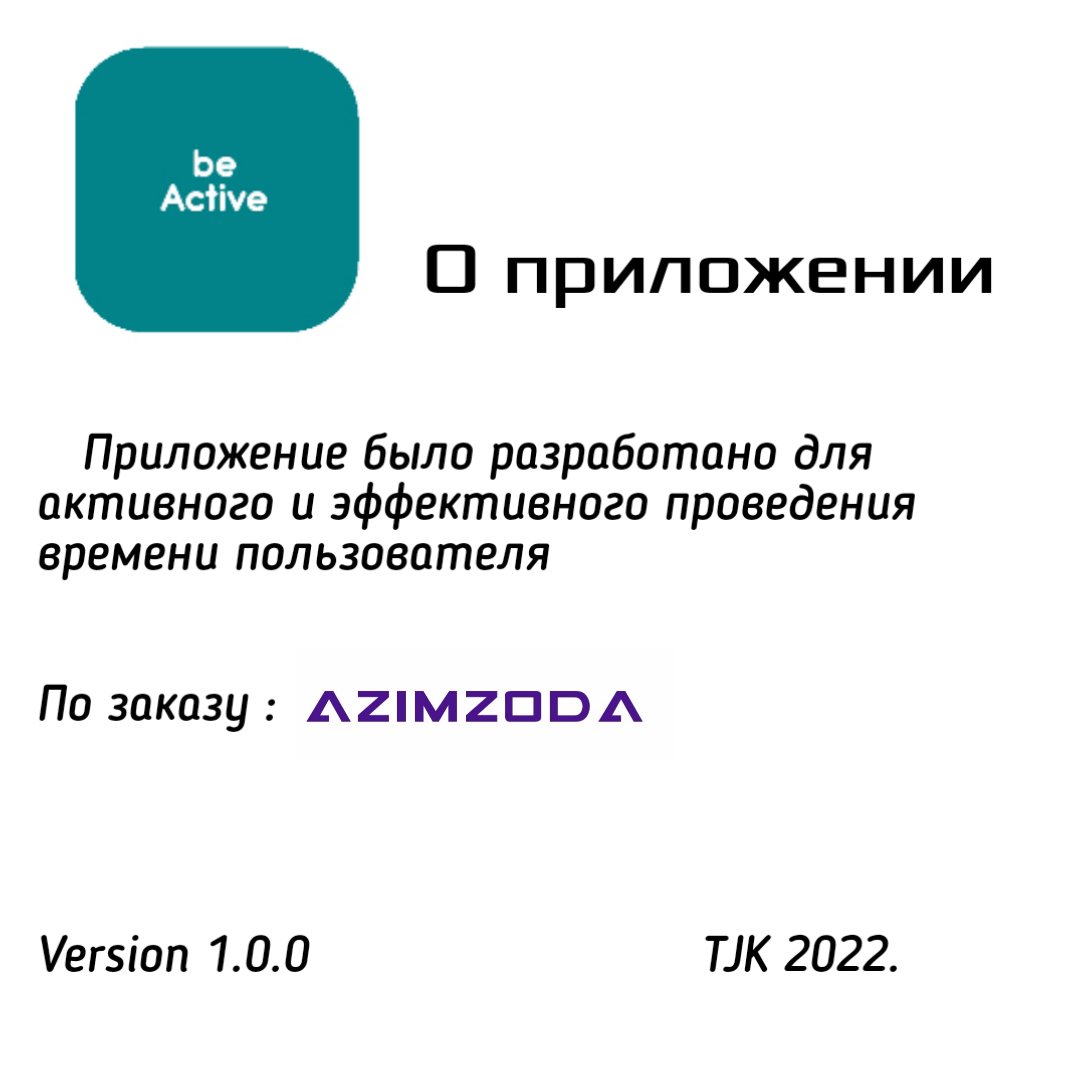 be
Active
О приложении
Приложение было разработано для
активного и эффективного проведения
времени пользователя
По заказу : AZIMZODA
Version 1.0.0 TJK 2022.